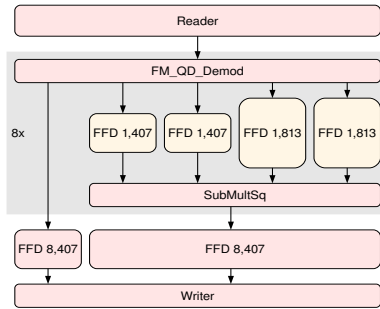 Reader
FM_QD_Demod
8x
FFD 1,407
FFD 1,407
FFD 1,813
FFD 1,813
SubMultSq
FFD 8,407
FFD 8,407
Writer